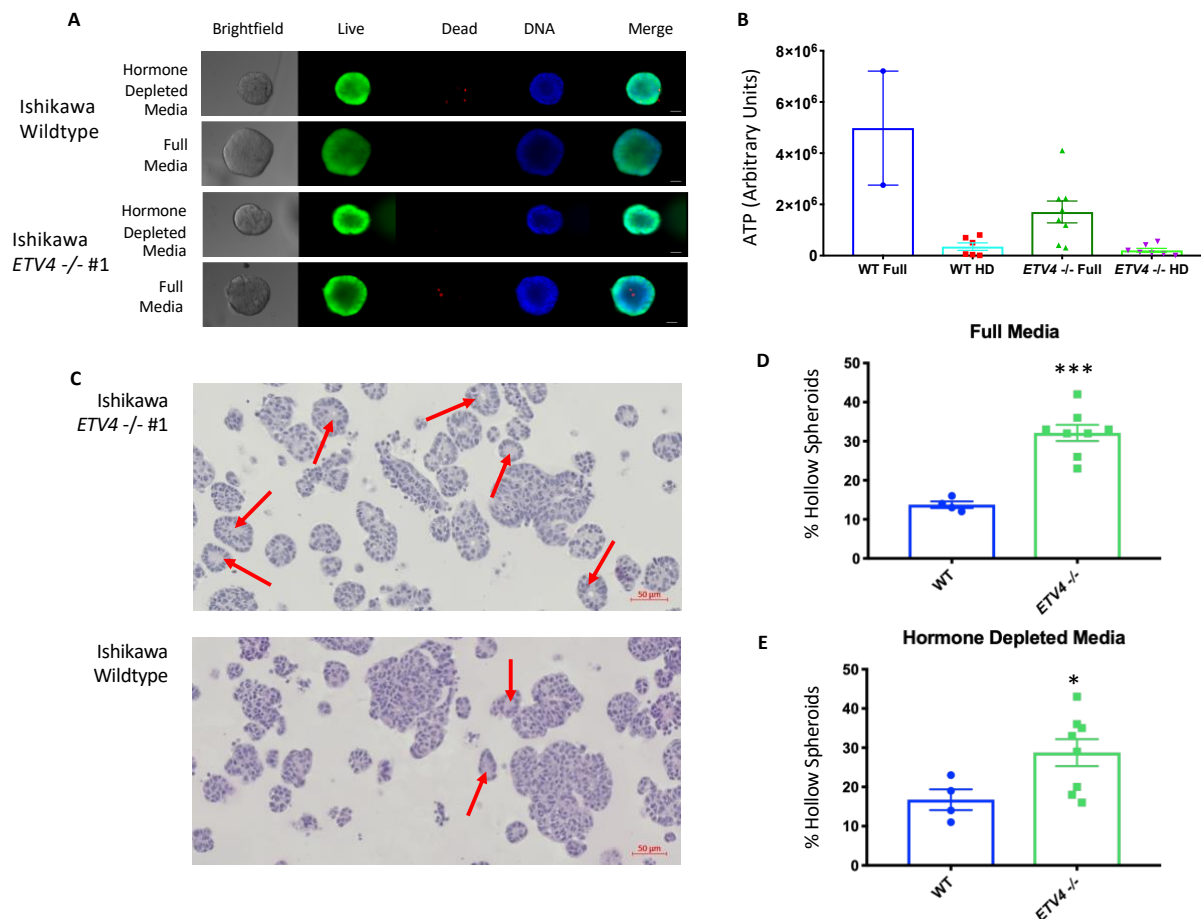 A
Brightfield Live Dead DNA Merge
Ishikawa
Wildtype
Hormone
Depleted
Media
Full
Media
Ishikawa
ETV4 -/- #1
Hormone
Depleted
Media
Full
Media
B
ATP (Arbitrary Units)
8×10⁶
6×10⁶
4×10⁶
2×10⁶
0
WT Full WT HD ETV4 -/- Full ETV4 -/- HD
C
Ishikawa
ETV4 -/- #1
50 µm
Ishikawa
Wildtype
50 µm
D
Full Media
% Hollow Spheroids
50
40
30
20
10
0
***
WT
ETV4 -/-
E
Hormone Depleted Media
% Hollow Spheroids
50
40
30
20
10
0
*
WT
ETV4 -/-